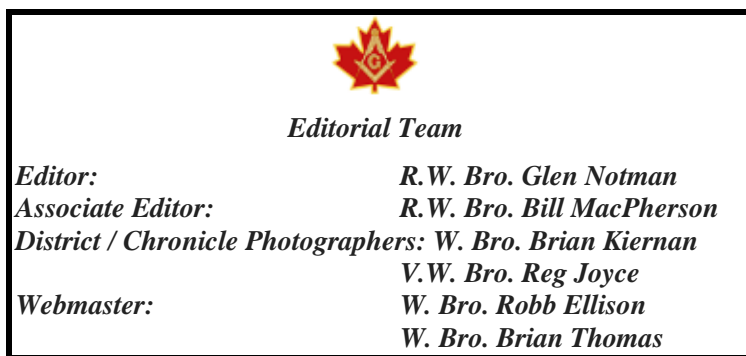 G
Editorial Team
Editor: R.W. Bro. Glen Notman
Associate Editor: R.W. Bro. Bill MacPherson
District / Chronicle Photographers: W. Bro. Brian Kiernan
V.W. Bro. Reg Joyce
Webmaster: W. Bro. Robb Ellison
W. Bro. Brian Thomas